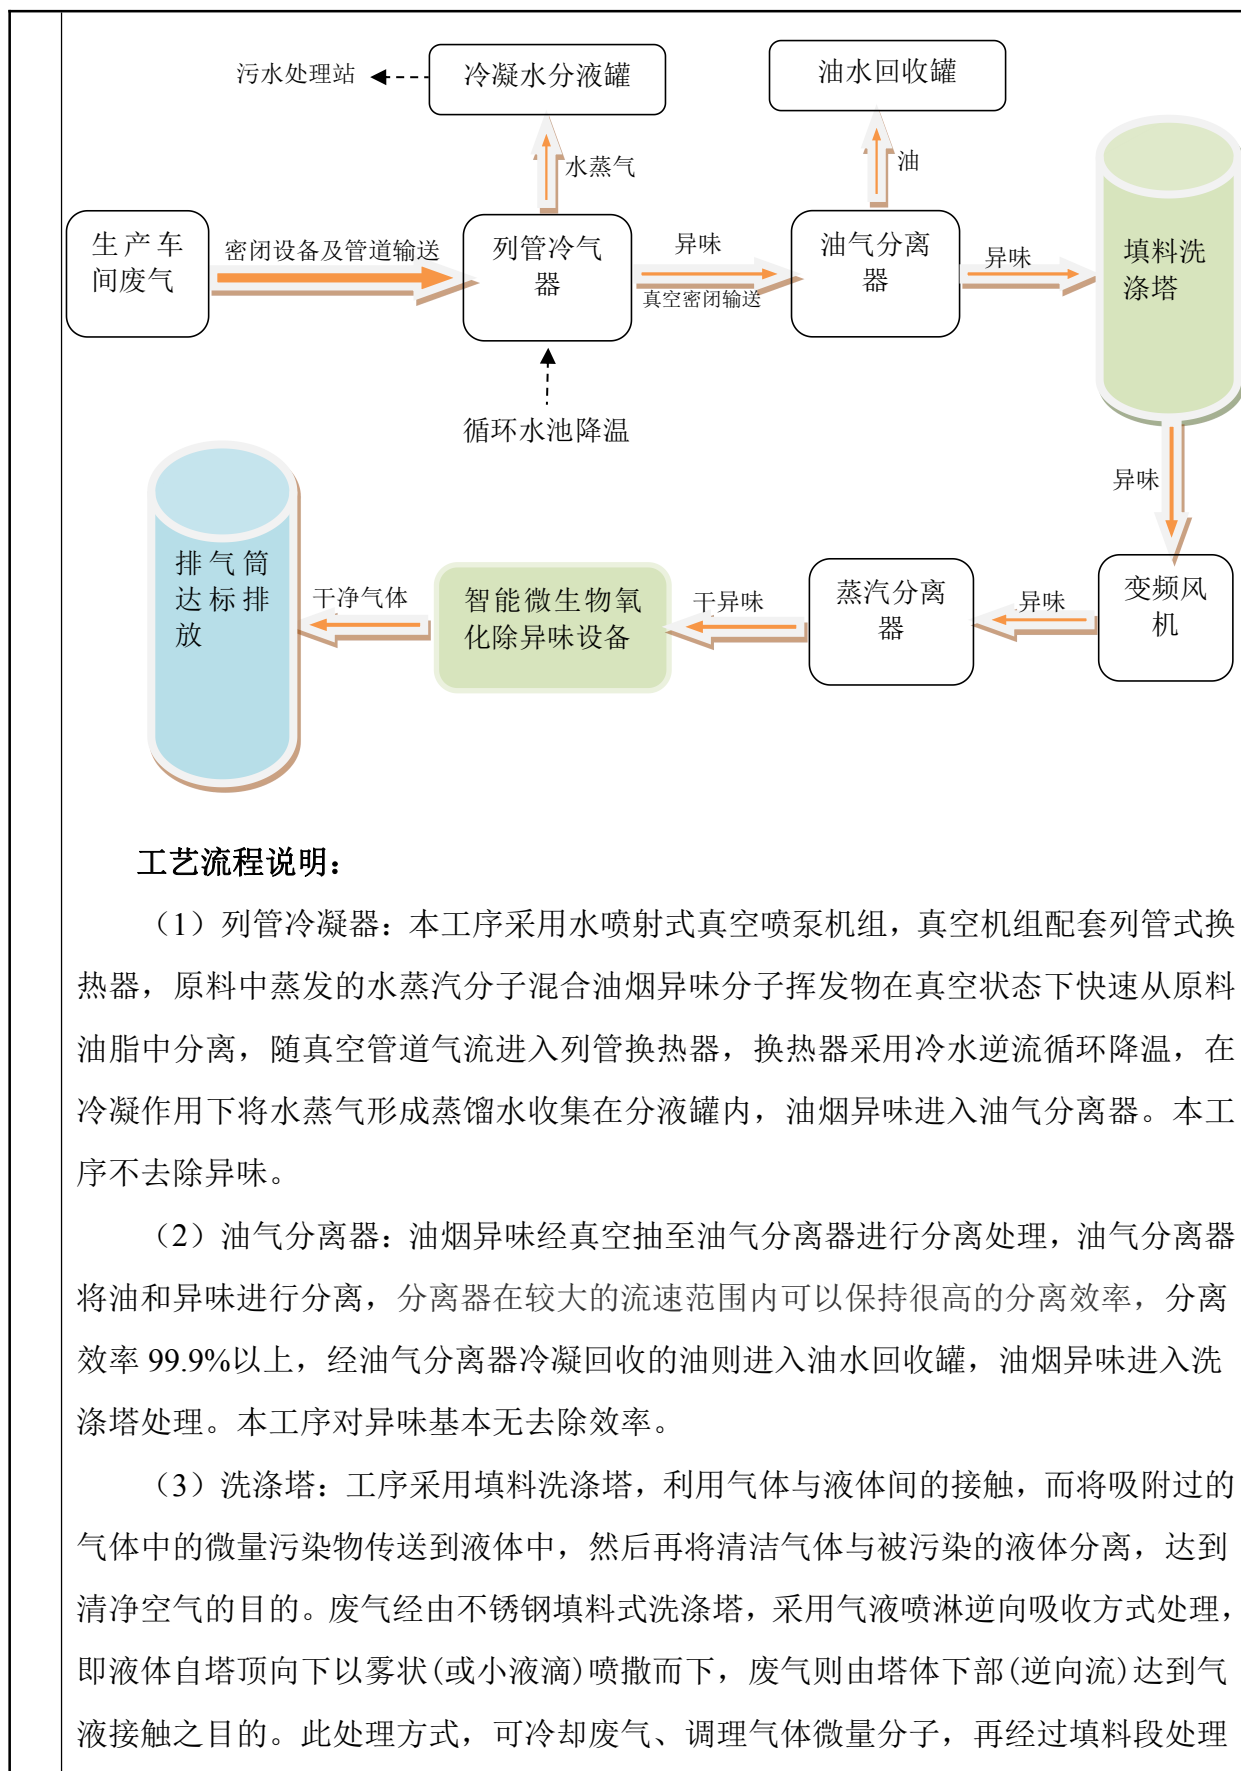 污水处理站
冷凝水分液罐
油水回收罐
水蒸气
油
生产车
间废气
密闭设备及管道输送
列管冷气
器
异味
真空密闭输送
油气分离
器
异味
填料洗
涤塔
循环水池降温
异味
排气筒
达标排
放
干净气体
智能微生物氧
化除异味设备
干异味
蒸汽分离
器
异味
变频风
机
工艺流程说明：
（1）列管冷凝器：本工序采用水喷射式真空喷泵机组，真空机组配套列管式换
热器，原料中蒸发的水蒸汽分子混合油烟异味分子挥发物在真空状态下快速从原料
油脂中分离，随真空管道气流进入列管换热器，换热器采用冷水逆流循环降温，在
冷凝作用下将水蒸气形成蒸馏水收集在分液罐内，油烟异味进入油气分离器。本工
序不去除异味。
（2）油气分离器：油烟异味经真空抽至油气分离器进行分离处理，油气分离器
将油和异味进行分离，分离器在较大的流速范围内可以保持很高的分离效率，分离
效率 99.9%以上，经油气分离器冷凝回收的油则进入油水回收罐，油烟异味进入洗
涤塔处理。本工序对异味基本无去除效率。
（3）洗涤塔：工序采用填料洗涤塔，利用气体与液体间的接触，而将吸附过的
气体中的微量污染物传送到液体中，然后再将清洁气体与被污染的液体分离，达到
清净空气的目的。废气经由不锈钢填料式洗涤塔，采用气液喷淋逆向吸收方式处理，
即液体自塔顶向下以雾状(或小液滴)喷撒而下，废气则由塔体下部(逆向流)达到气
液接触之目的。此处理方式，可冷却废气、调理气体微量分子，再经过填料段处理